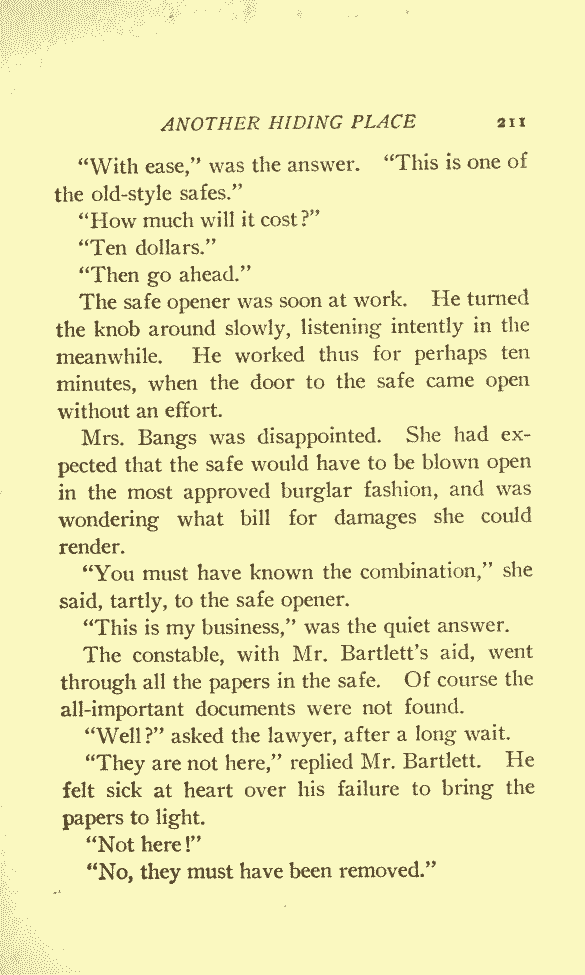 ANOTHER HIDING PLACE 211
“With ease,” was the answer. “This is one of
the old-style safes.”
“How much will it cost?”
“Ten dollars.”
“Then go ahead.”
The safe opener was soon at work. He turned
the knob around slowly, listening intently in the
meanwhile. He worked thus for perhaps ten
minutes, when the door to the safe came open
without an effort.
Mrs. Bangs was disappointed. She had ex-
pected that the safe would have to be blown open
in the most approved burglar fashion, and was
wondering what bill for damages she could
render.
“You must have known the combination,” she
said, tartly, to the safe opener.
“This is my business,” was the quiet answer.
The constable, with Mr. Bartlett’s aid, went
through all the papers in the safe. Of course the
all-important documents were not found.
“Well?” asked the lawyer, after a long wait.
“They are not here,” replied Mr. Bartlett. He
felt sick at heart over his failure to bring the
papers to light.
“Not here!”
“No, they must have been removed.”